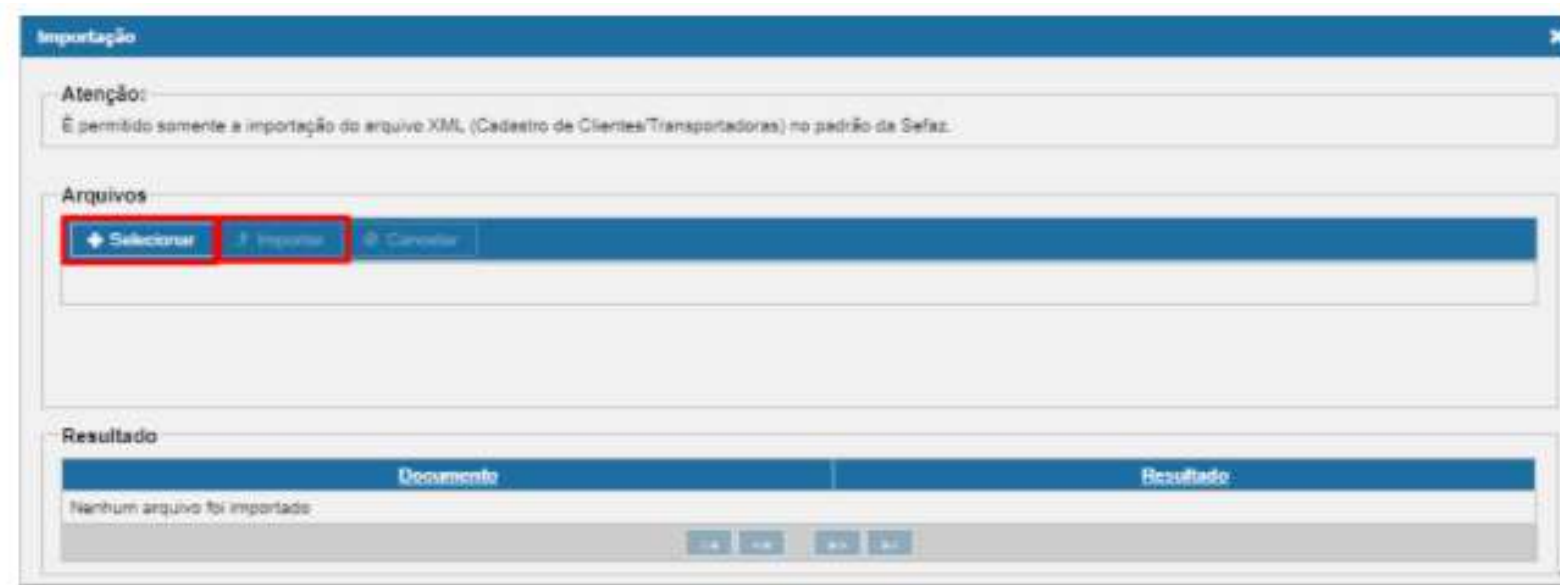 Importação
Atenção:
É permitido somente a importação do arquivo XML (Cadastro de Clientes/Transportadoras) no padrão da Sefaz.
Arquivos
Selecionar Importar Cancelar
Resultado
Documento Resultado
Nenhum arquivo foi importado